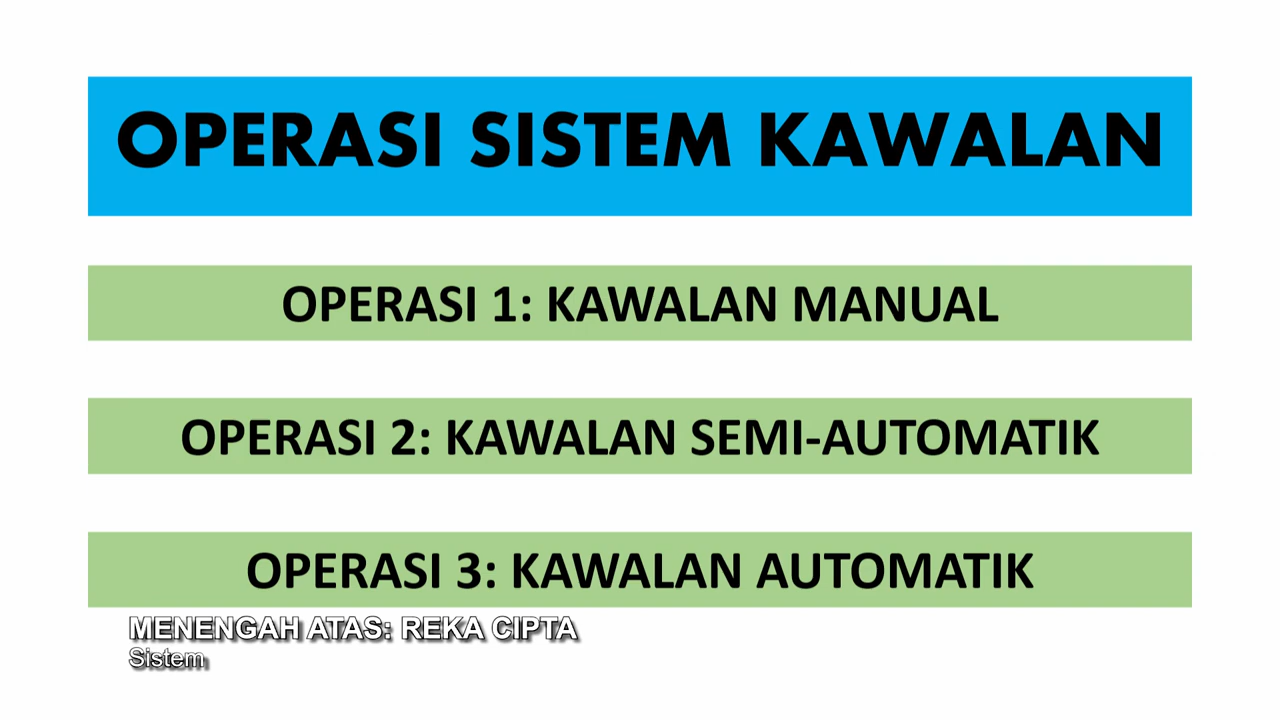 OPERASI SISTEM KAWALAN
OPERASI 1: KAWALAN MANUAL
OPERASI 2: KAWALAN SEMI-AUTOMATIK
OPERASI 3: KAWALAN AUTOMATIK
MENENGAH ATAS: REKA CIPTA
Sistem